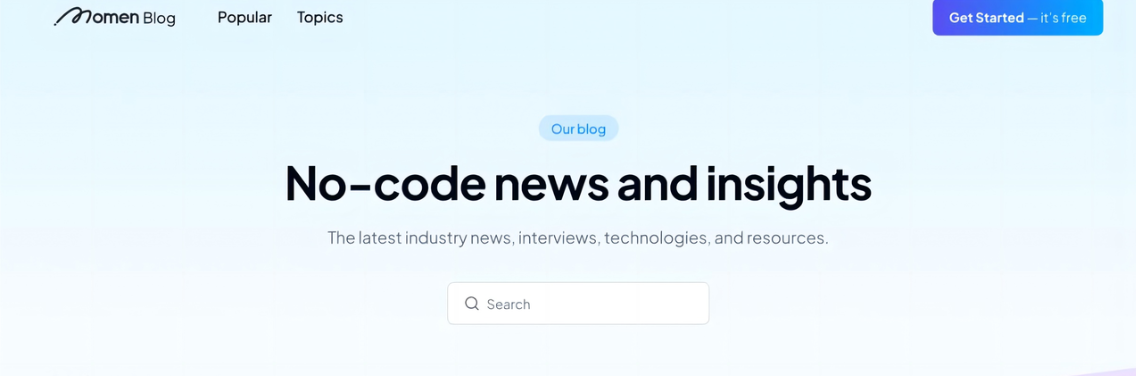 Momen Blog Popular Topics Get Started — it's free
Our blog
No-code news and insights
The latest industry news, interviews, technologies, and resources.
Search